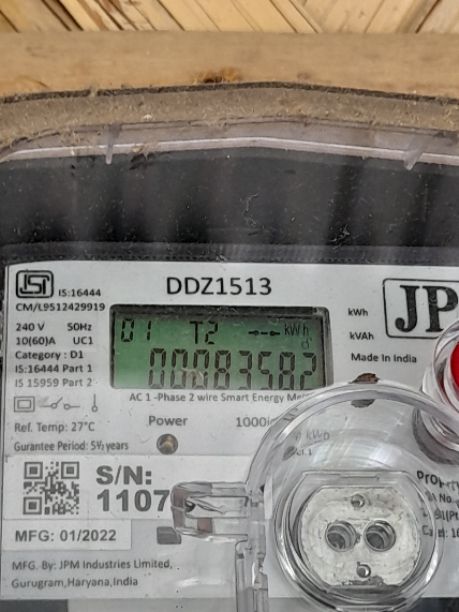 ISI IS:16444
CM/L9512429919
DDZ1513
240 V 50Hz
10(60)A UC1
Category : D1
IS:16444 Part 1
IS 15959 Part 2
01 T2 kWh
kWh
kVAh
JP
Made In India
AC 1 -Phase 2 wire Smart Energy
Ref. Temp: 27°C
Power
Gurantee Period: 5½ years
S/N:
1107
MFG: 01/2022
MFG. By: JPM Industries Limited,
Gurugram,Haryana,India